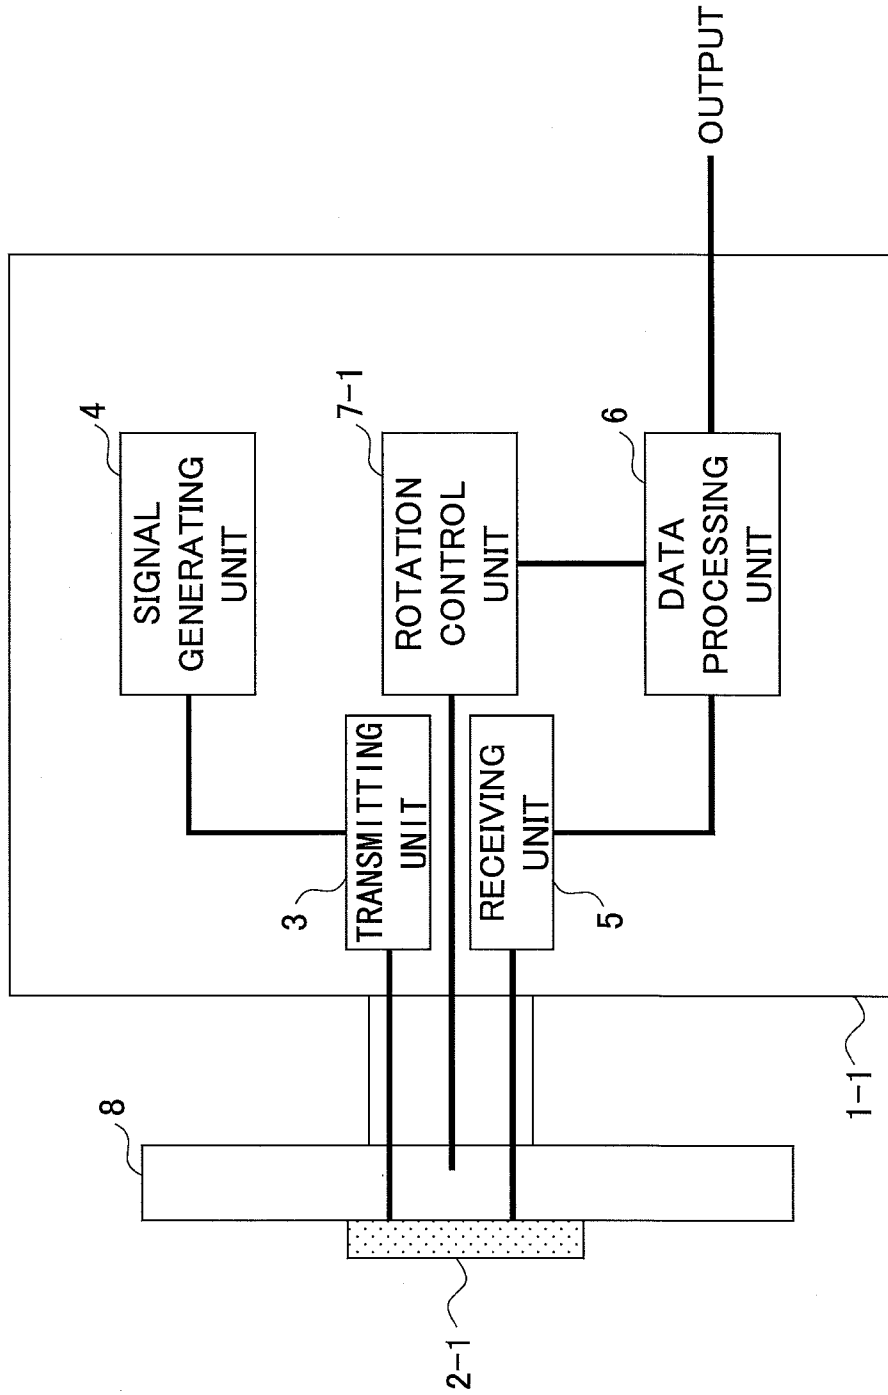 8
4
SIGNAL
GENERATING
UNIT
3
TRANSMITTING
UNIT
7-1
ROTATION
CONTROL
UNIT
2-1
RECEIVING
UNIT
5
6
DATA
PROCESSING
UNIT
OUTPUT
1-1